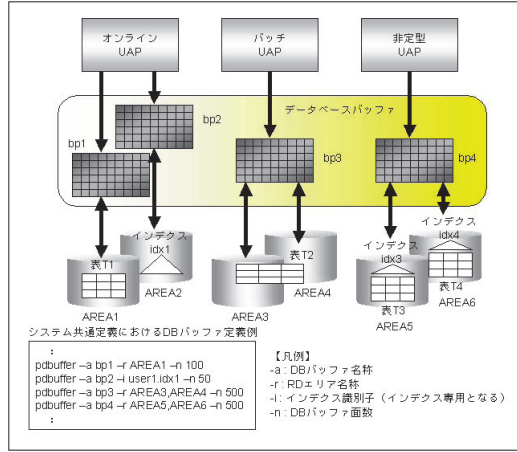 オンライン
UAP
バッチ
UAP
非定型
UAP
データベースバッファ
bp1
bp2
bp3
bp4
インデクス
idx1
表T1
AREA1
AREA2
表T2
AREA3
AREA4
インデクス
idx3
表T3
AREA5
インデクス
idx4
表T4
AREA6
システム共通定義におけるDBバッファ定義例
:
pdbuffer –a bp1 –r AREA1 –n 100
pdbuffer –a bp2 –i user1.idx1 –n 50
pdbuffer –a bp3 –r AREA3,AREA4 –n 500
pdbuffer –a bp4 –r AREA5,AREA6 –n 500
:
【凡例】
-a : DBバッファ名称
-r : RDエリア名称
-i : インデクス識別子（インデクス専用となる）
-n : DBバッファ面数